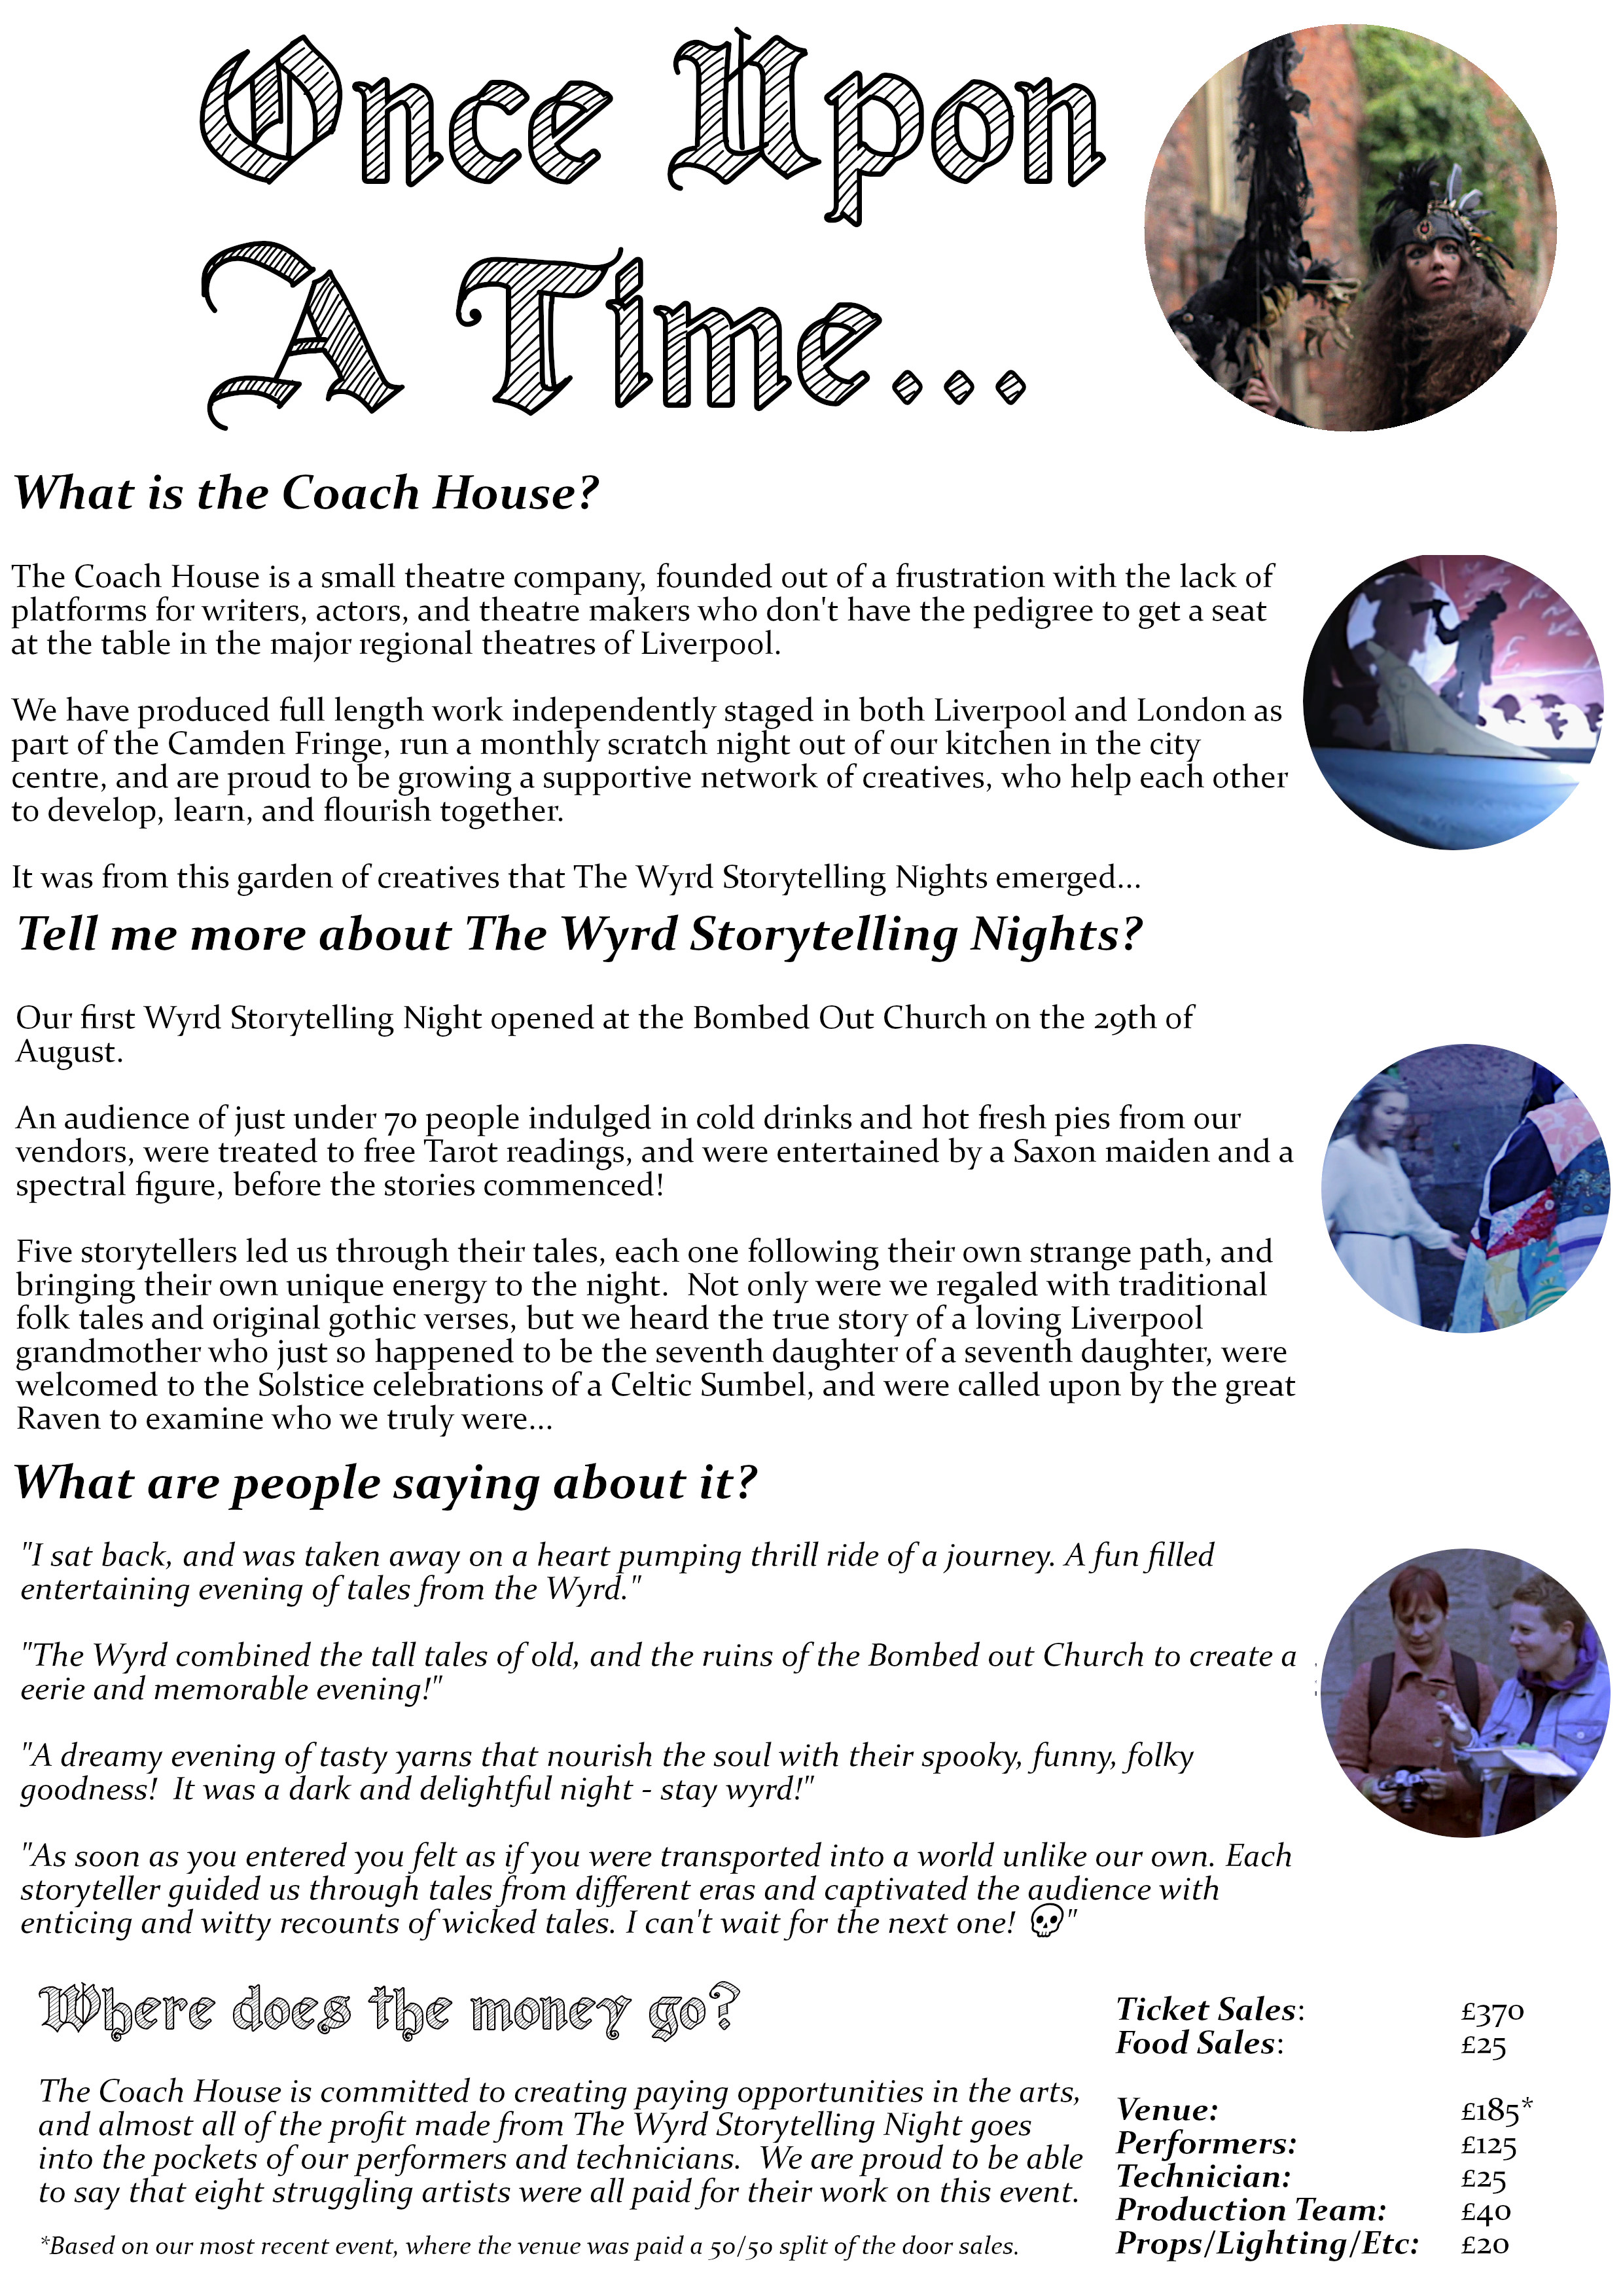 Once Upon
A Time...
What is the Coach House?
The Coach House is a small theatre company, founded out of a frustration with the lack of
platforms for writers, actors, and theatre makers who don't have the pedigree to get a seat
at the table in the major regional theatres of Liverpool.
We have produced full length work independently staged in both Liverpool and London as
part of the Camden Fringe, run a monthly scratch night out of our kitchen in the city
centre, and are proud to be growing a supportive network of creatives, who help each other
to develop, learn, and flourish together.
It was from this garden of creatives that The Wyrd Storytelling Nights emerged...
Tell me more about The Wyrd Storytelling Nights?
Our first Wyrd Storytelling Night opened at the Bombed Out Church on the 29th of
August.
An audience of just under 70 people indulged in cold drinks and hot fresh pies from our
vendors, were treated to free Tarot readings, and were entertained by a Saxon maiden and a
spectral figure, before the stories commenced!
Five storytellers led us through their tales, each one following their own strange path, and
bringing their own unique energy to the night.  Not only were we regaled with traditional
folk tales and original gothic verses, but we heard the true story of a loving Liverpool
grandmother who just so happened to be the seventh daughter of a seventh daughter, were
welcomed to the Solstice celebrations of a Celtic Sumbel, and were called upon by the great
Raven to examine who we truly were...
What are people saying about it?
"I sat back, and was taken away on a heart pumping thrill ride of a journey. A fun filled
entertaining evening of tales from the Wyrd."
"The Wyrd combined the tall tales of old, and the ruins of the Bombed out Church to create a
eerie and memorable evening!"
"A dreamy evening of tasty yarns that nourish the soul with their spooky, funny, folky
goodness!  It was a dark and delightful night - stay wyrd!"
"As soon as you entered you felt as if you were transported into a world unlike our own. Each
storyteller guided us through tales from different eras and captivated the audience with
enticing and witty recounts of wicked tales. I can't wait for the next one! 💀"
Where does the money go?
The Coach House is committed to creating paying opportunities in the arts,
and almost all of the profit made from The Wyrd Storytelling Night goes
into the pockets of our performers and technicians.  We are proud to be able
to say that eight struggling artists were all paid for their work on this event.
*Based on our most recent event, where the venue was paid a 50/50 split of the door sales.
Ticket Sales: £370
Food Sales: £25
Venue: £185*
Performers: £125
Technician: £25
Production Team: £40
Props/Lighting/Etc: £20